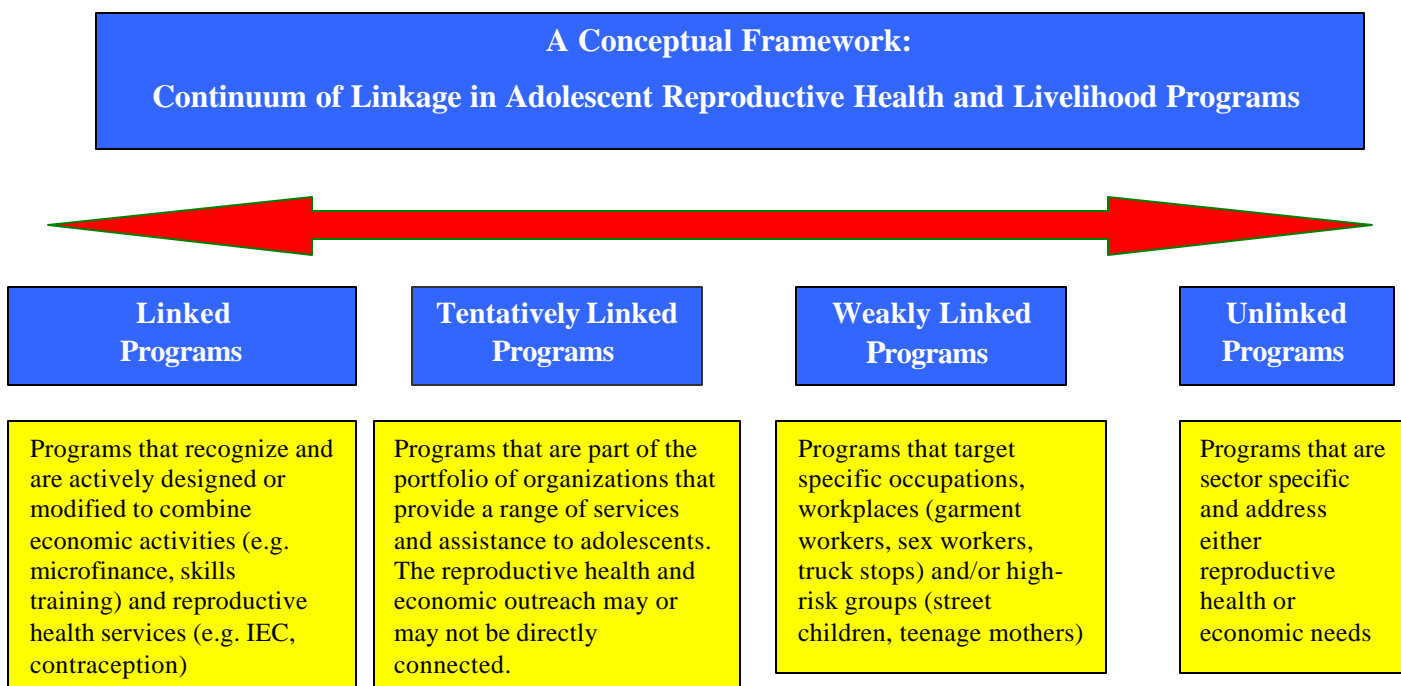 A Conceptual Framework:
Continuum of Linkage in Adolescent Reproductive Health and Livelihood Programs
Linked
Programs
Tentatively Linked
Programs
Weakly Linked
Programs
Unlinked
Programs
Programs that recognize and
are actively designed or
modified to combine
economic activities (e.g.
microfinance, skills
training) and reproductive
health services (e.g. IEC,
contraception)
Programs that are part of the
portfolio of organizations that
provide a range of services
and assistance to adolescents.
The reproductive health and
economic outreach may or
may not be directly
connected.
Programs that target
specific occupations,
workplaces (garment
workers, sex workers,
truck stops) and/or high-
risk groups (street
children, teenage mothers)
Programs that are
sector specific
and address
either
reproductive
health or
economic needs